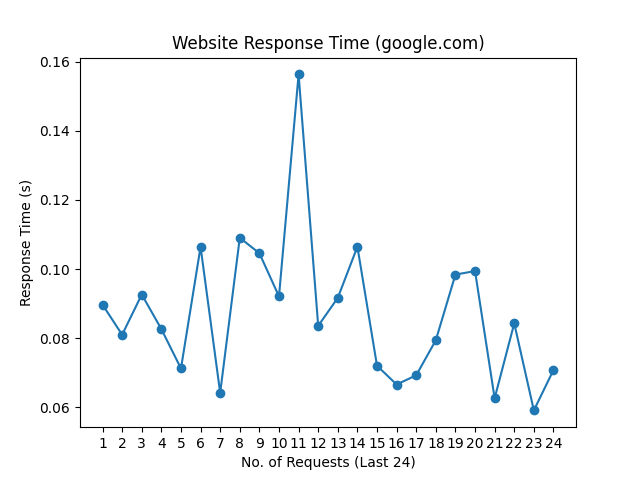 Website Response Time (google.com)
0.16
0.14
0.12
0.10
0.08
0.06
Response Time (s)
1 2 3 4 5 6 7 8 9 10 11 12 13 14 15 16 17 18 19 20 21 22 23 24
No. of Requests (Last 24)